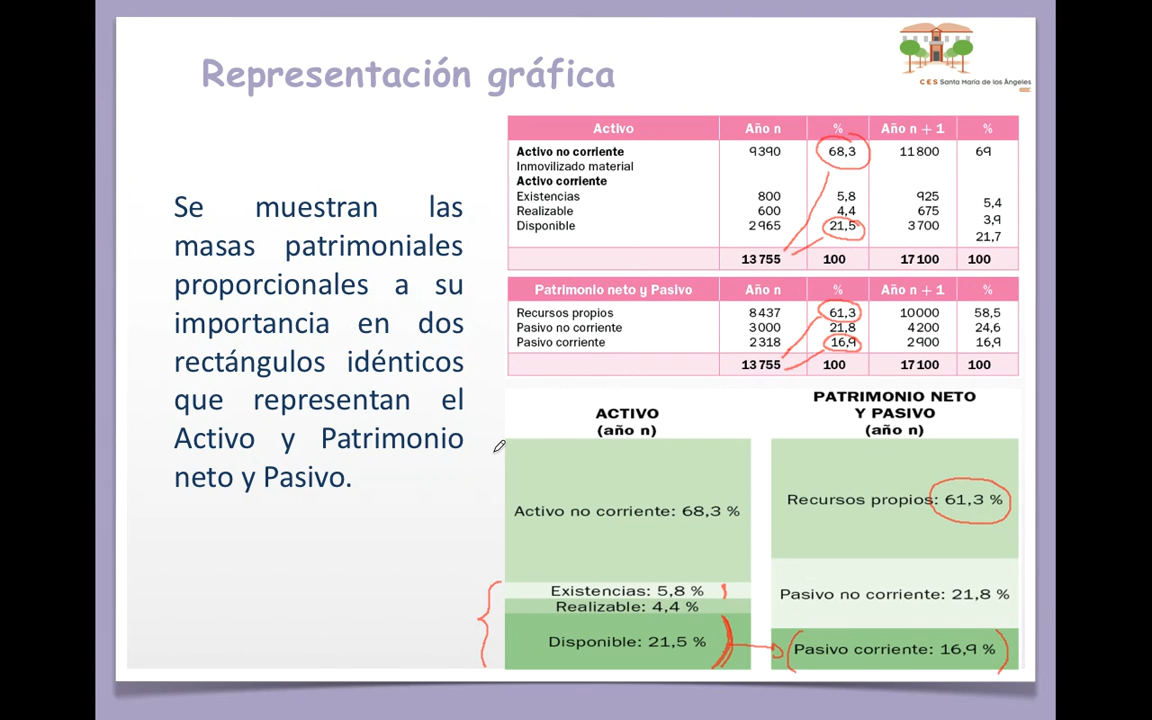 Representación gráfica
C E S Santa María de los Ángeles
Se muestran las
masas patrimoniales
proporcionales a su
importancia en dos
rectángulos idénticos
que representan el
Activo y Patrimonio
neto y Pasivo.
Activo Año n % Año n + 1 %
Activo no corriente 9390 68,3 11800 69
Inmovilizado material
Activo corriente
Existencias 800 5,8 925 5,4
Realizable 600 4,4 675 3,9
Disponible 2965 21,5 3700 21,7
13755 100 17100 100
Patrimonio neto y Pasivo Año n % Año n + 1 %
Recursos propios 8437 61,3 10000 58,5
Pasivo no corriente 3000 21,8 4200 24,6
Pasivo corriente 2318 16,9 2900 16,9
13755 100 17100 100
ACTIVO
(año n)
Activo no corriente: 68,3 %
Existencias: 5,8 %
Realizable: 4,4 %
Disponible: 21,5 %
PATRIMONIO NETO
Y PASIVO
(año n)
Recursos propios: 61,3 %
Pasivo no corriente: 21,8 %
Pasivo corriente: 16,9 %